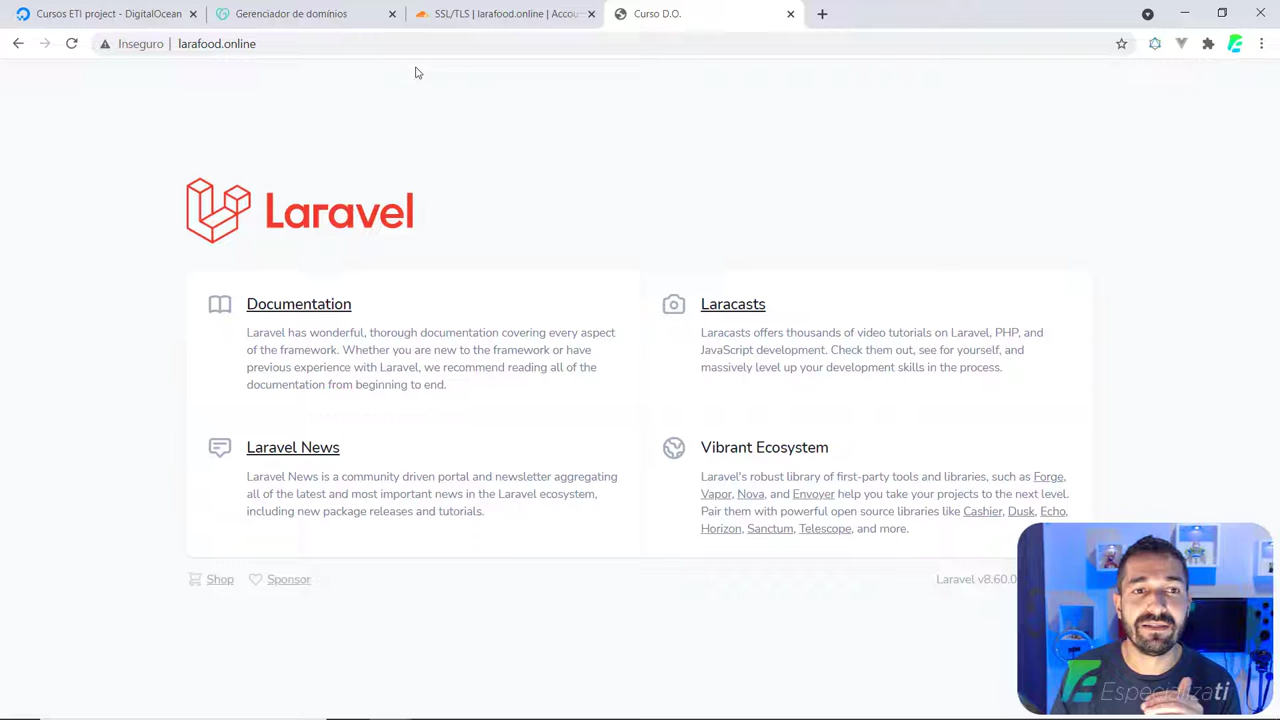 Cursos ETI project - DigitalOcean
Gerenciador de domínios
SSL/TLS | larafood.online | Accou
Curso D.O.
Inseguro | larafood.online
Laravel
Documentation
Laravel has wonderful, thorough documentation covering every aspect
of the framework. Whether you are new to the framework or have
previous experience with Laravel, we recommend reading all of the
documentation from beginning to end.
Laracasts
Laracasts offers thousands of video tutorials on Laravel, PHP, and
JavaScript development. Check them out, see for yourself, and
massively level up your development skills in the process.
Laravel News
Laravel News is a community driven portal and newsletter aggregating
all of the latest and most important news in the Laravel ecosystem,
including new package releases and tutorials.
Vibrant Ecosystem
Laravel's robust library of first-party tools and libraries, such as Forge,
Vapor, Nova, and Envoyer help you take your projects to the next level.
Pair them with powerful open source libraries like Cashier, Dusk, Echo,
Horizon, Sanctum, Telescope, and more.
Shop
Sponsor
Laravel v8.60.0
Especializati